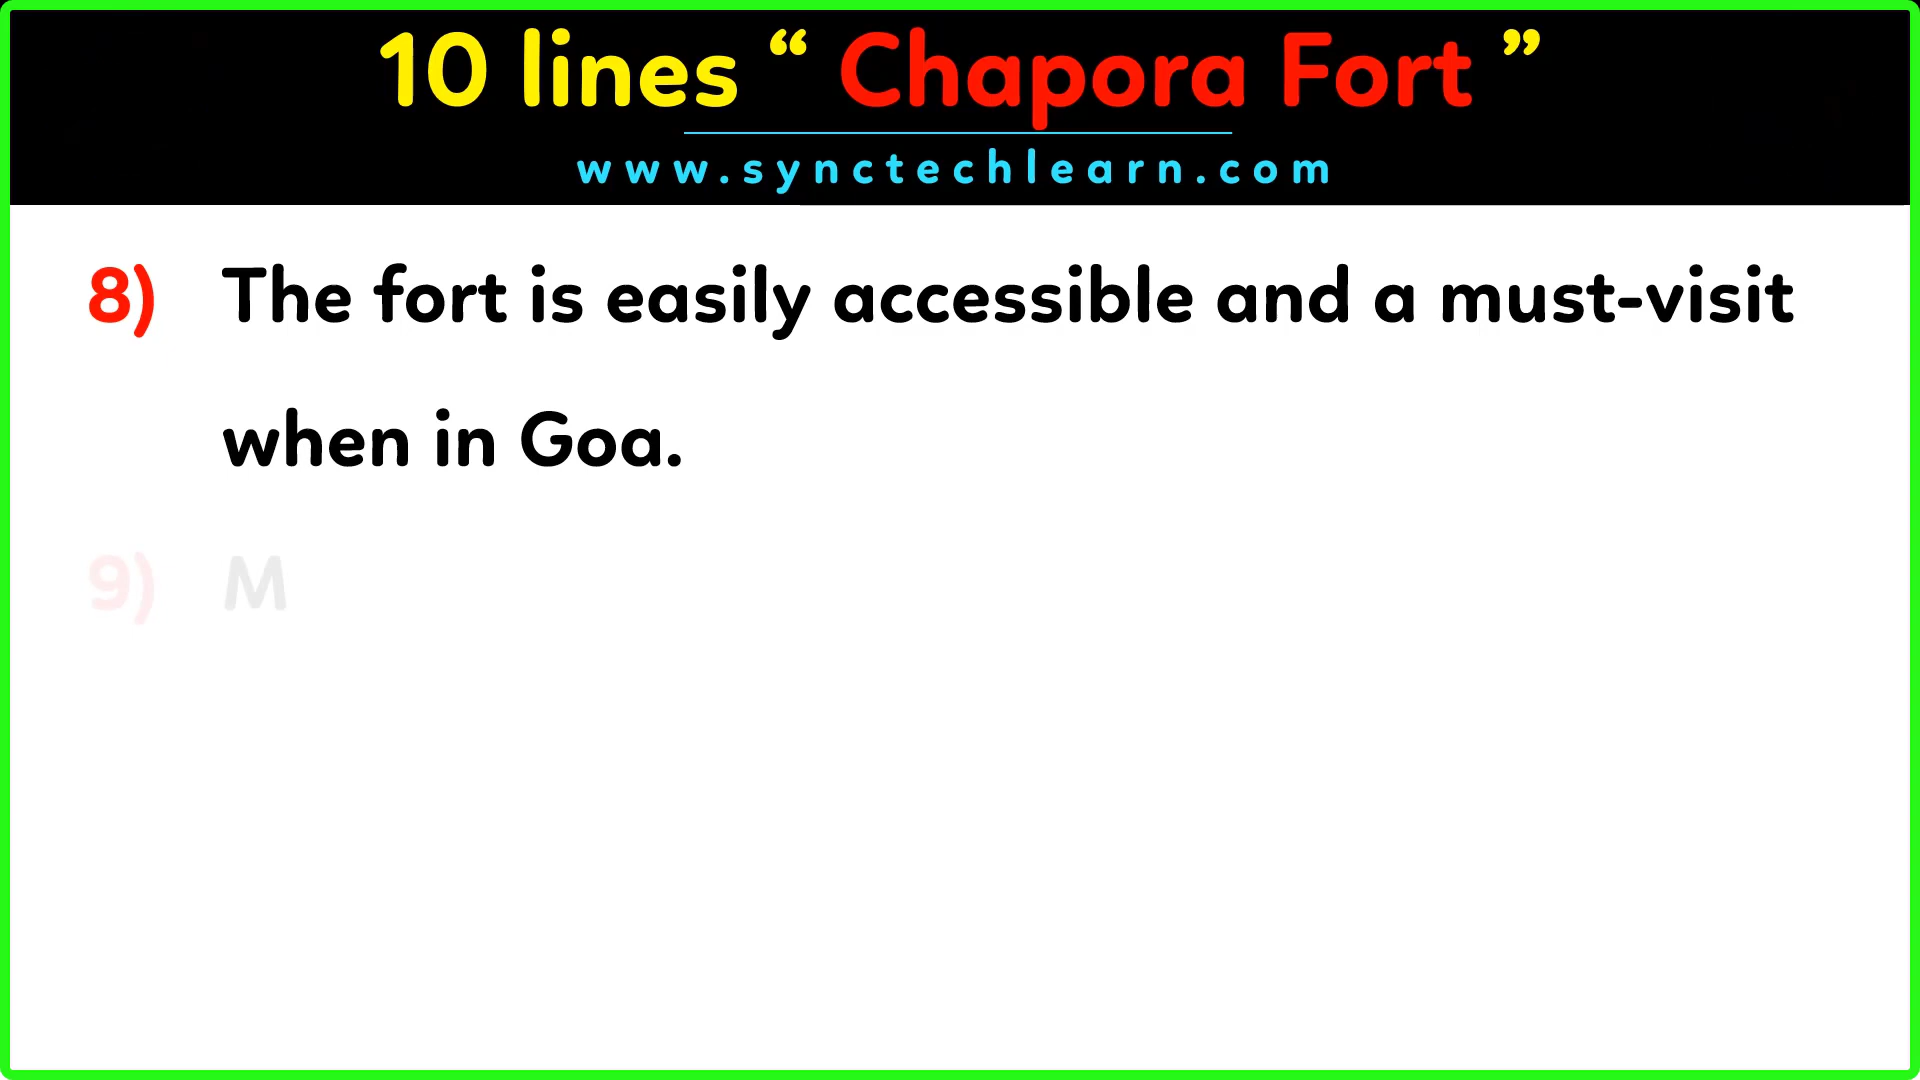 10 lines “ Chapora Fort ”
www.synctechlearn.com
8) The fort is easily accessible and a must-visit
when in Goa.
9) M